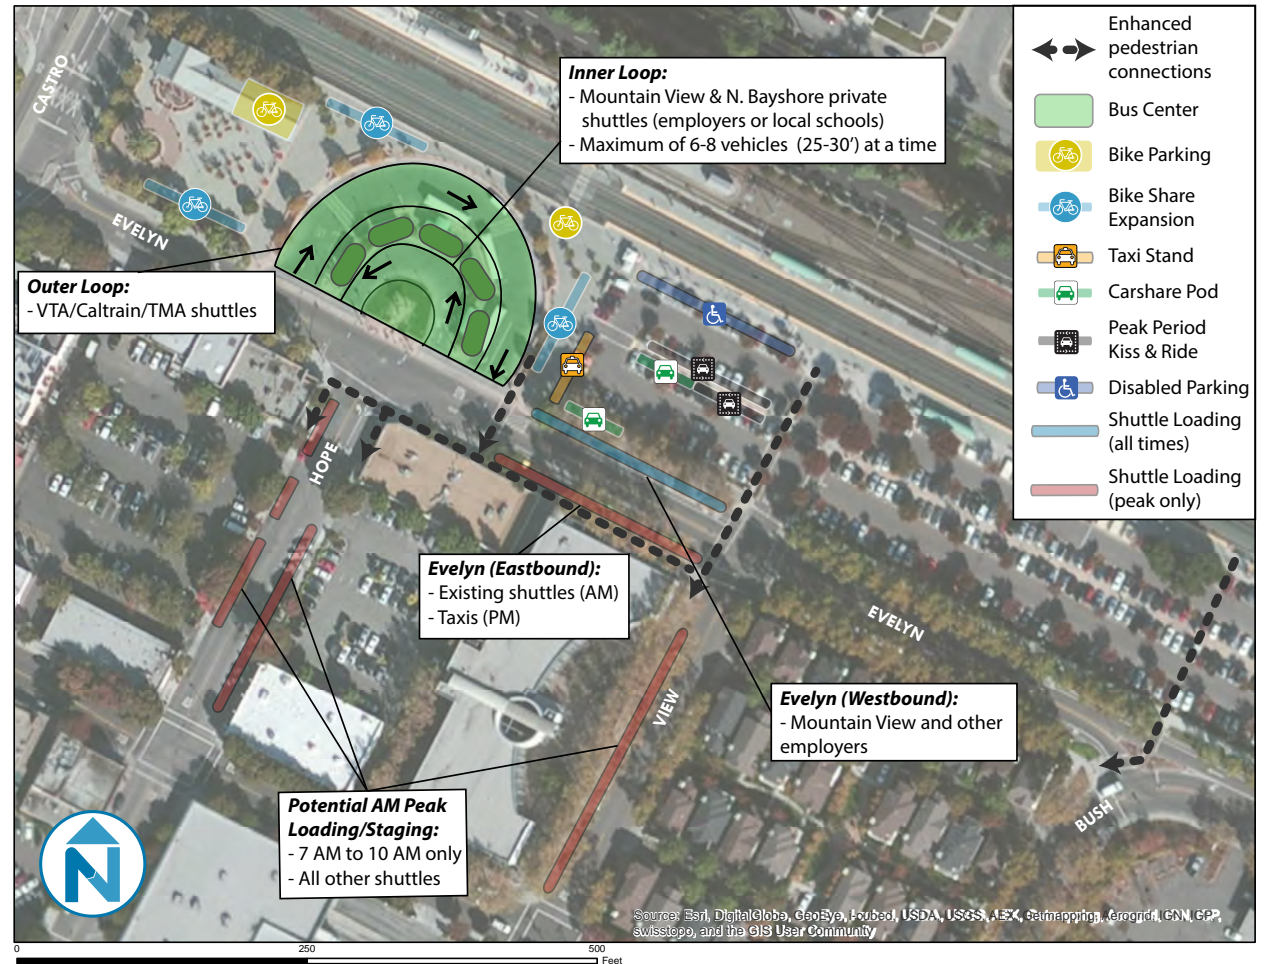 CASTRO
EVELYN
Inner Loop:
- Mountain View & N. Bayshore private
shuttles (employers or local schools)
- Maximum of 6-8 vehicles (25-30') at a time
Outer Loop:
- VTA/Caltrain/TMA shuttles
Enhanced
pedestrian
connections
Bus Center
Bike Parking
Bike Share
Expansion
Taxi Stand
Carshare Pod
Peak Period
Kiss & Ride
Disabled Parking
Shuttle Loading
(all times)
Shuttle Loading
(peak only)
HOPE
Evelyn (Eastbound):
- Existing shuttles (AM)
- Taxis (PM)
EVELYN
VIEW
Evelyn (Westbound):
- Mountain View and other
employers
BUSH
Potential AM Peak
Loading/Staging:
- 7 AM to 10 AM only
- All other shuttles
N
Source: Esri, DigitalGlobe, GeoEye, i-cubed, USDA, USGS, AEX, Getmapping, Aerogrid, IGN, IGP,
swisstopo, and the GIS User Community
0 250 500
Feet